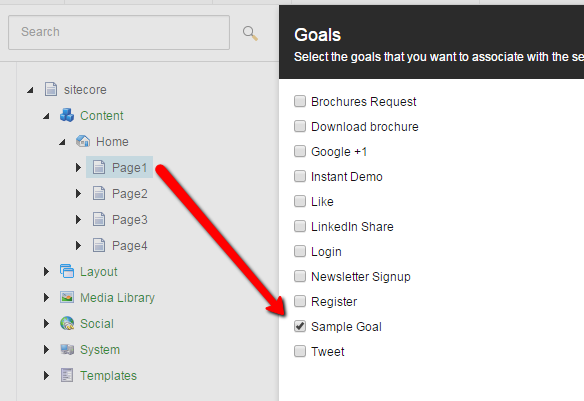 Search
sitecore
Content
Home
Page1
Page2
Page3
Page4
Layout
Media Library
Social
System
Templates
Goals
Select the goals that you want to associate with the se
Brochures Request
Download brochure
Google +1
Instant Demo
Like
LinkedIn Share
Login
Newsletter Signup
Register
Sample Goal
Tweet